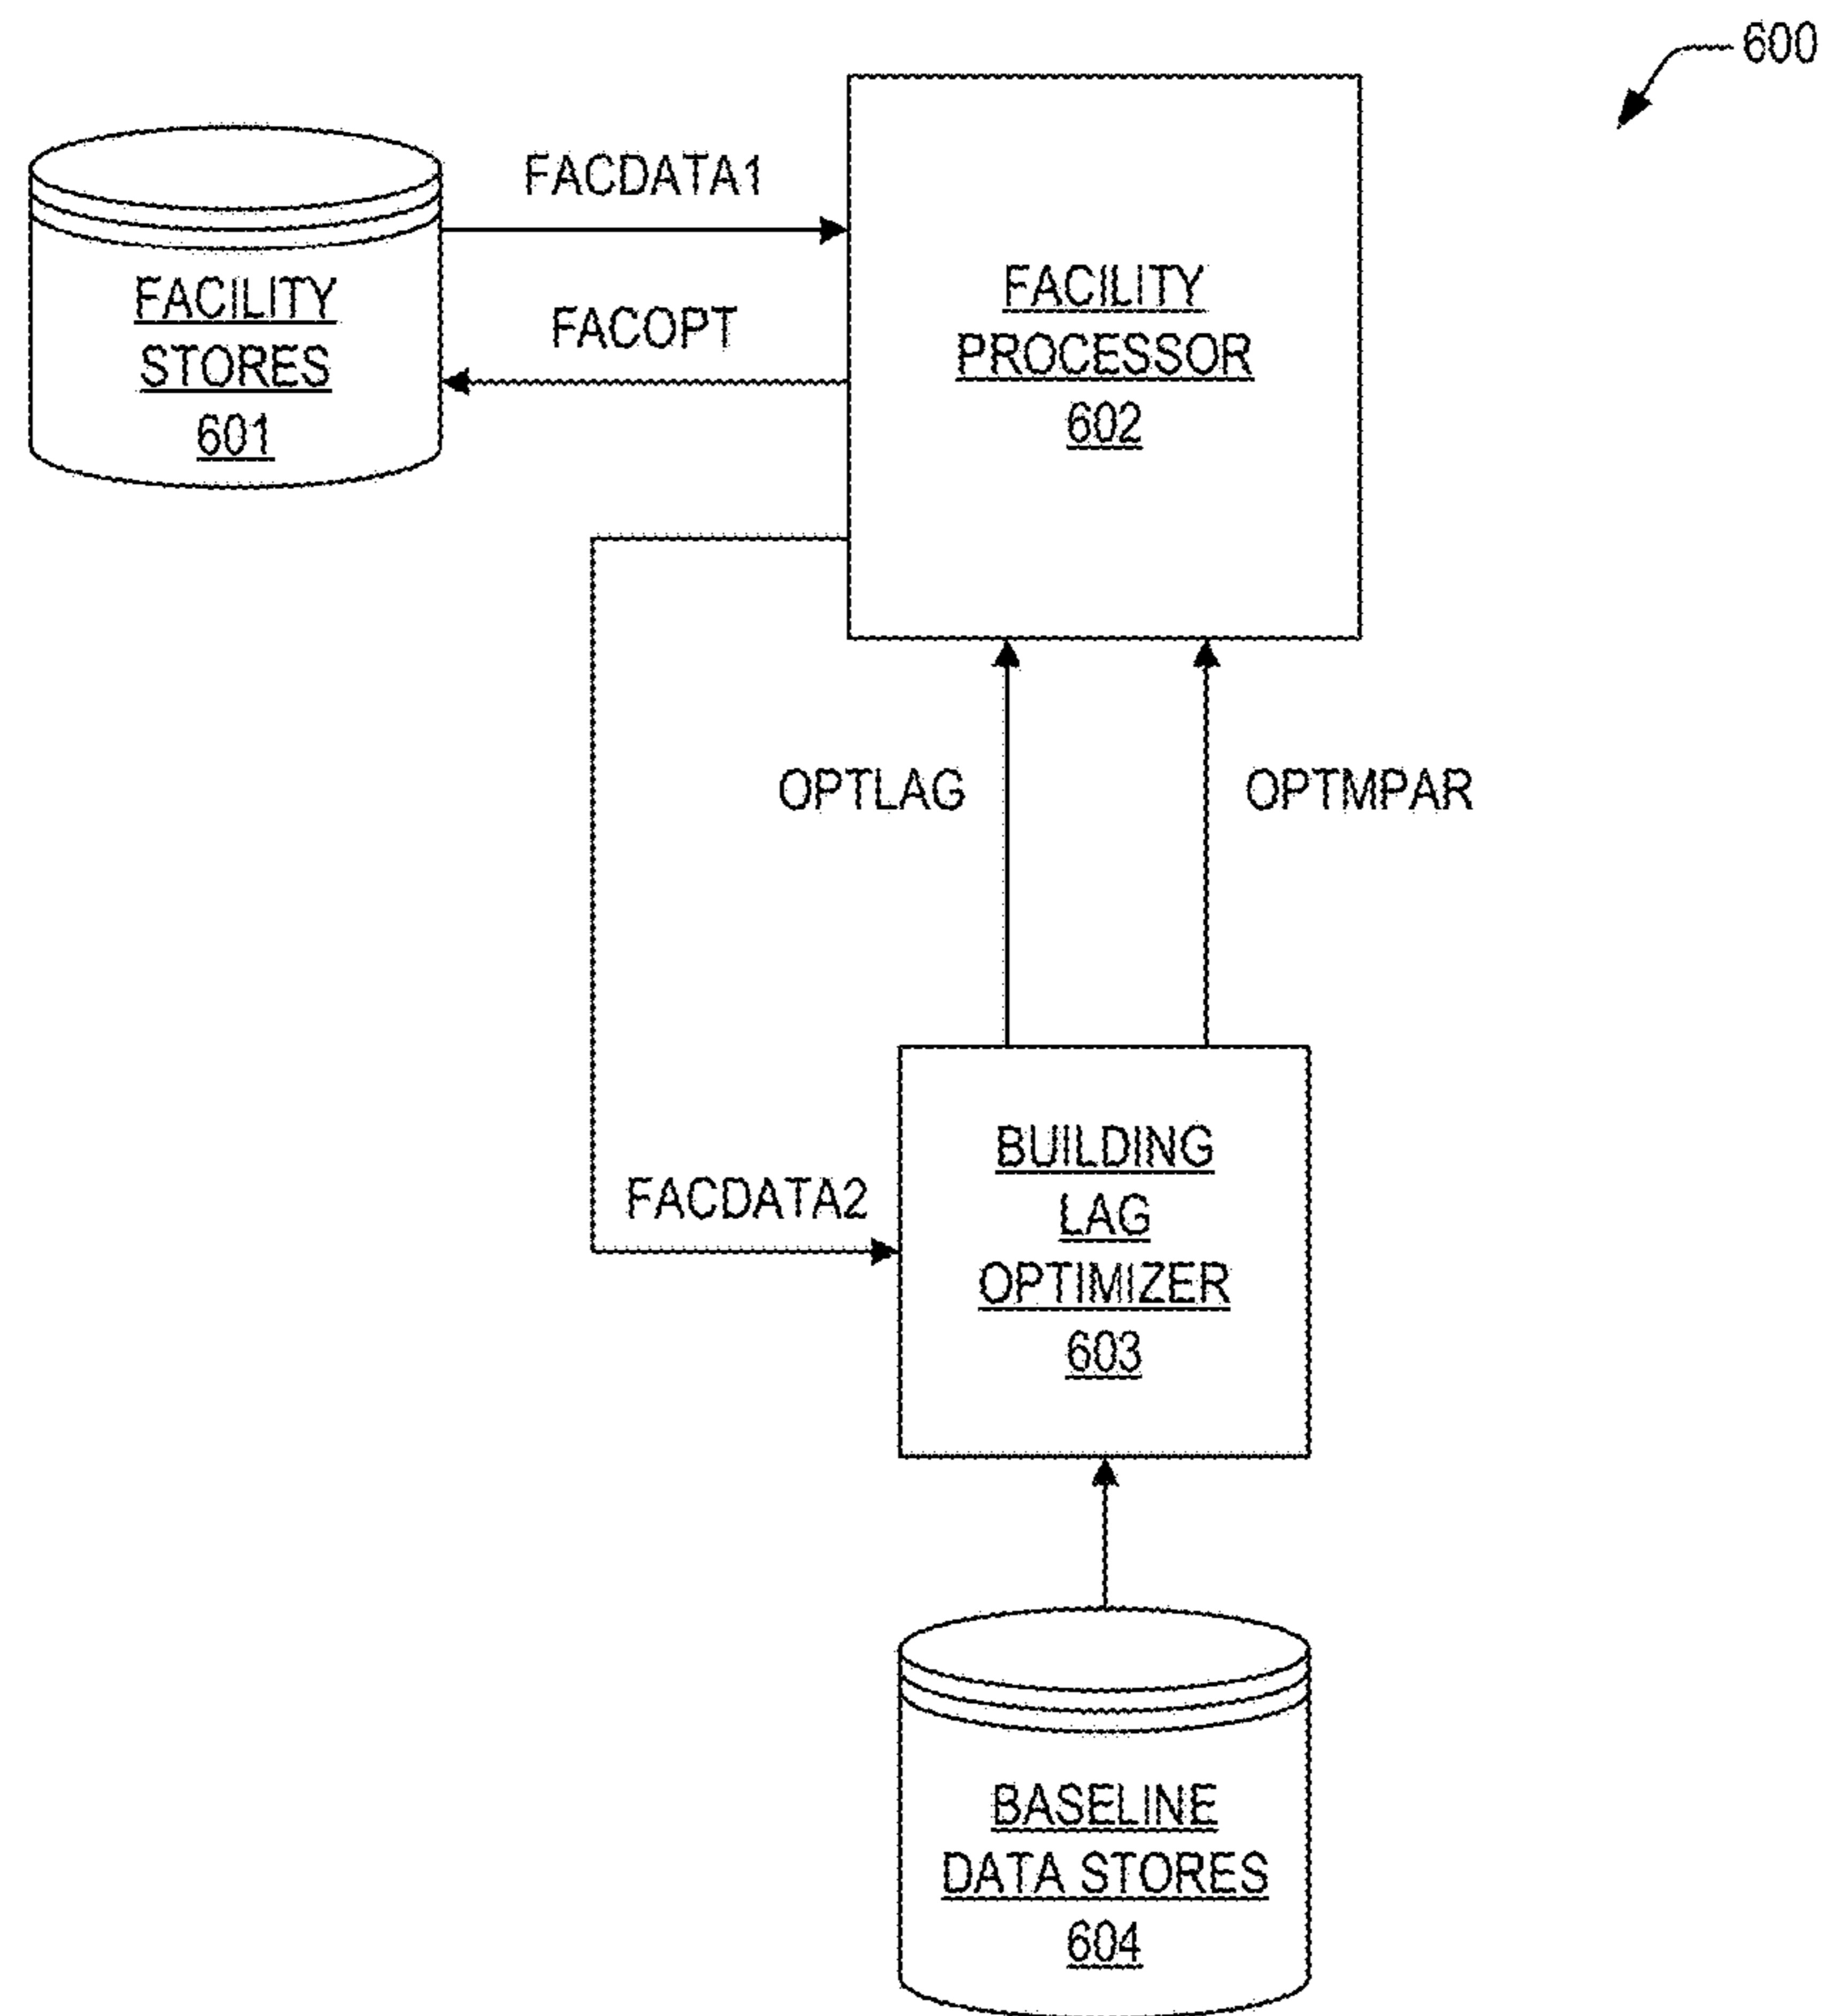 600
FACDATA1
FACILITY
STORES
601
FACOPT
FACILITY
PROCESSOR
602
OPTLAG
OPTMPAR
FACDATA2
BUILDING
LAG
OPTIMIZER
603
BASELINE
DATA STORES
604